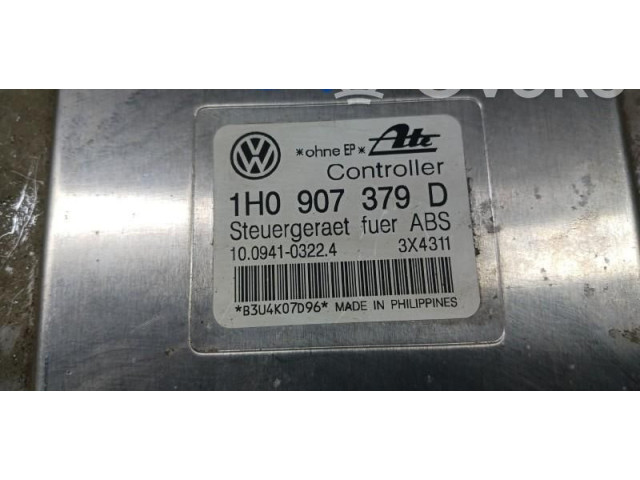 *ohne EP* Ate
Controller
1H0 907 379 D
Steuergeraet fuer ABS
10.0941-0322.4 3X4311
*B3U4K07D96* MADE IN PHILIPPINES